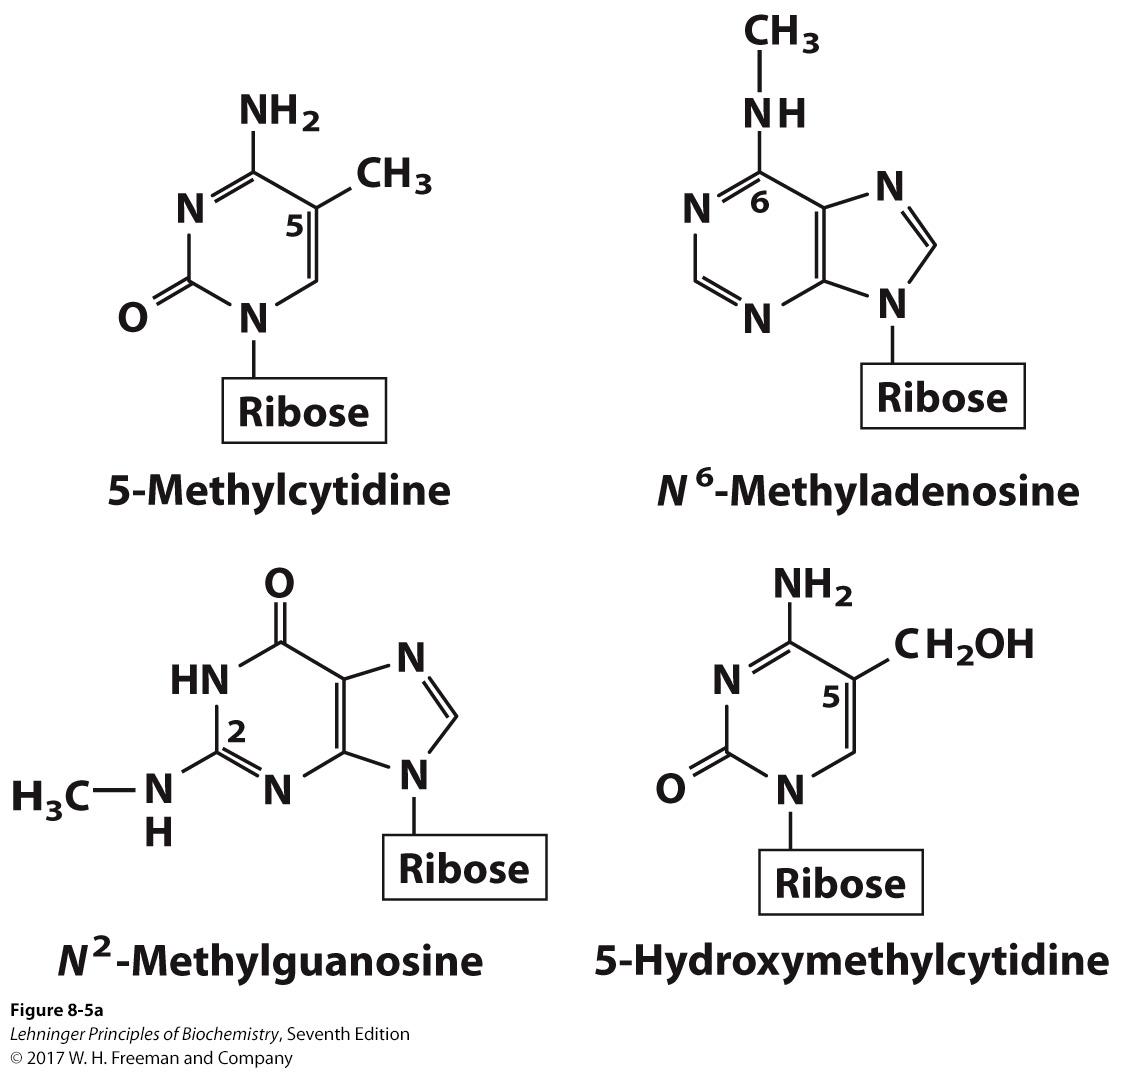 NH₂
CH₃
N
5
O
N
Ribose
5-Methylcytidine
CH₃
NH
N
6
N
N
N
Ribose
N⁶-Methyladenosine
O
HN
N
2
H₃C
N
H
N
N
Ribose
N²-Methylguanosine
NH₂
CH₂OH
N
5
O
N
Ribose
5-Hydroxymethylcytidine
Figure 8-5a
Lehninger Principles of Biochemistry, Seventh Edition
© 2017 W. H. Freeman and Company